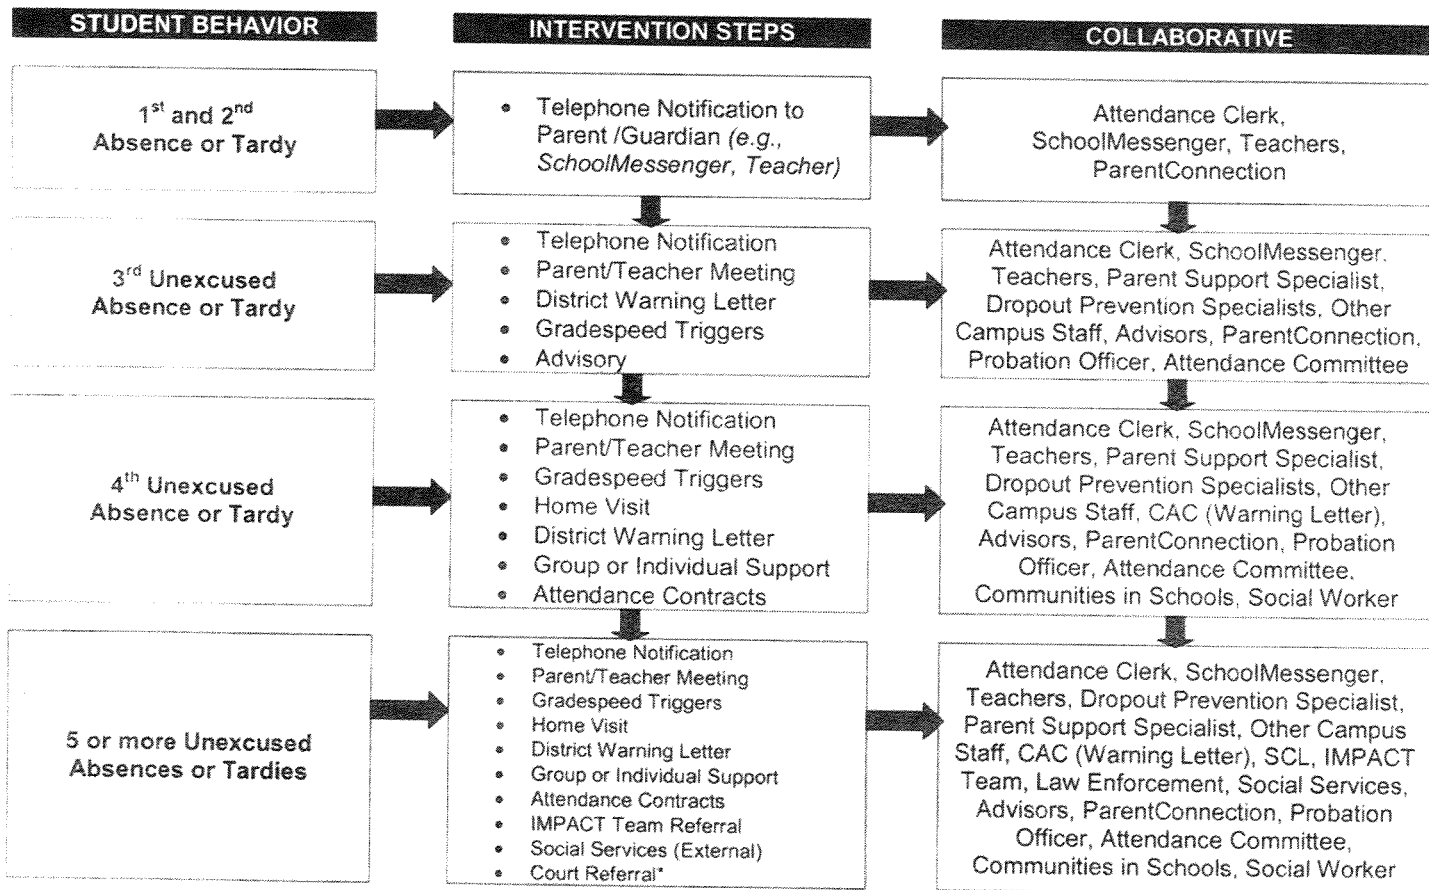 STUDENT BEHAVIOR
INTERVENTION STEPS
COLLABORATIVE
1st and 2nd
Absence or Tardy
• Telephone Notification to
Parent /Guardian (e.g.,
SchoolMessenger, Teacher)
Attendance Clerk,
SchoolMessenger, Teachers,
ParentConnection
3rd Unexcused
Absence or Tardy
• Telephone Notification
• Parent/Teacher Meeting
• District Warning Letter
• Gradespeed Triggers
• Advisory
Attendance Clerk, SchoolMessenger,
Teachers, Parent Support Specialist,
Dropout Prevention Specialists, Other
Campus Staff, Advisors, ParentConnection,
Probation Officer, Attendance Committee
4th Unexcused
Absence or Tardy
• Telephone Notification
• Parent/Teacher Meeting
• Gradespeed Triggers
• Home Visit
• District Warning Letter
• Group or Individual Support
• Attendance Contracts
Attendance Clerk, SchoolMessenger,
Teachers, Parent Support Specialist,
Dropout Prevention Specialists, Other
Campus Staff, CAC (Warning Letter),
Advisors, ParentConnection, Probation
Officer, Attendance Committee,
Communities in Schools, Social Worker
5 or more Unexcused
Absences or Tardies
• Telephone Notification
• Parent/Teacher Meeting
• Gradespeed Triggers
• Home Visit
• District Warning Letter
• Group or Individual Support
• Attendance Contracts
• IMPACT Team Referral
• Social Services (External)
• Court Referral*
Attendance Clerk, SchoolMessenger,
Teachers, Dropout Prevention Specialist,
Parent Support Specialist, Other Campus
Staff, CAC (Warning Letter), SCL, IMPACT
Team, Law Enforcement, Social Services,
Advisors, ParentConnection, Probation
Officer, Attendance Committee,
Communities in Schools, Social Worker